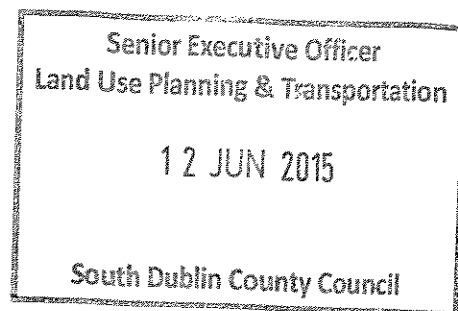 Senior Executive Officer
Land Use Planning & Transportation
12 JUN 2015
South Dublin County Council